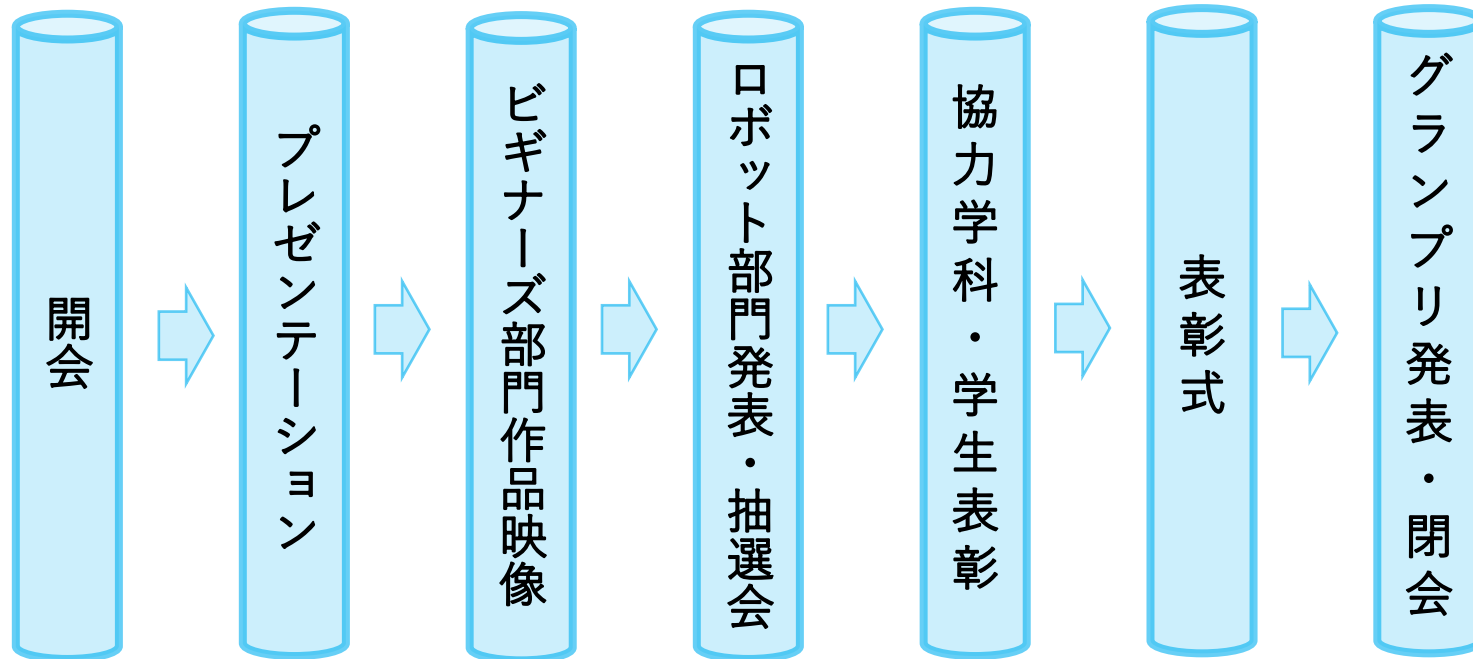 開会
プレゼンテーション
ビギナーズ部門作品映像
ロボット部門発表・抽選会
協力学科・学生表彰
表彰式
グランプリ発表・閉会